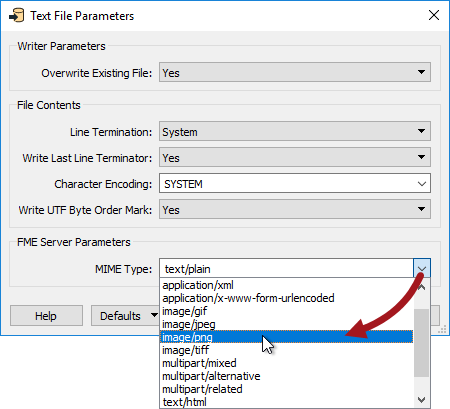 Text File Parameters
Writer Parameters
Overwrite Existing File: Yes
File Contents
Line Termination: System
Write Last Line Terminator: Yes
Character Encoding: SYSTEM
Write UTF Byte Order Mark: Yes
FME Server Parameters
MIME Type: text/plain
application/xml
application/x-www-form-urlencoded
image/gif
image/jpeg
image/png
image/tiff
multipart/mixed
multipart/alternative
multipart/related
text/html
Help Defaults